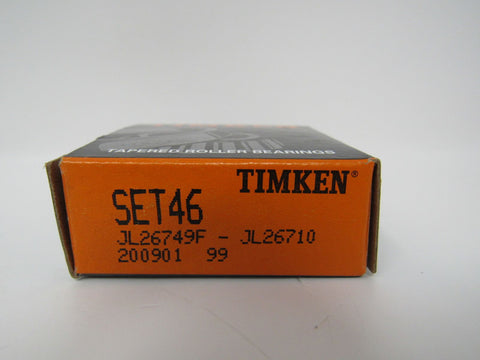 TAPERED ROLLER BEARINGS
TIMKEN®
SET46
JL26749F - JL26710
200901 99